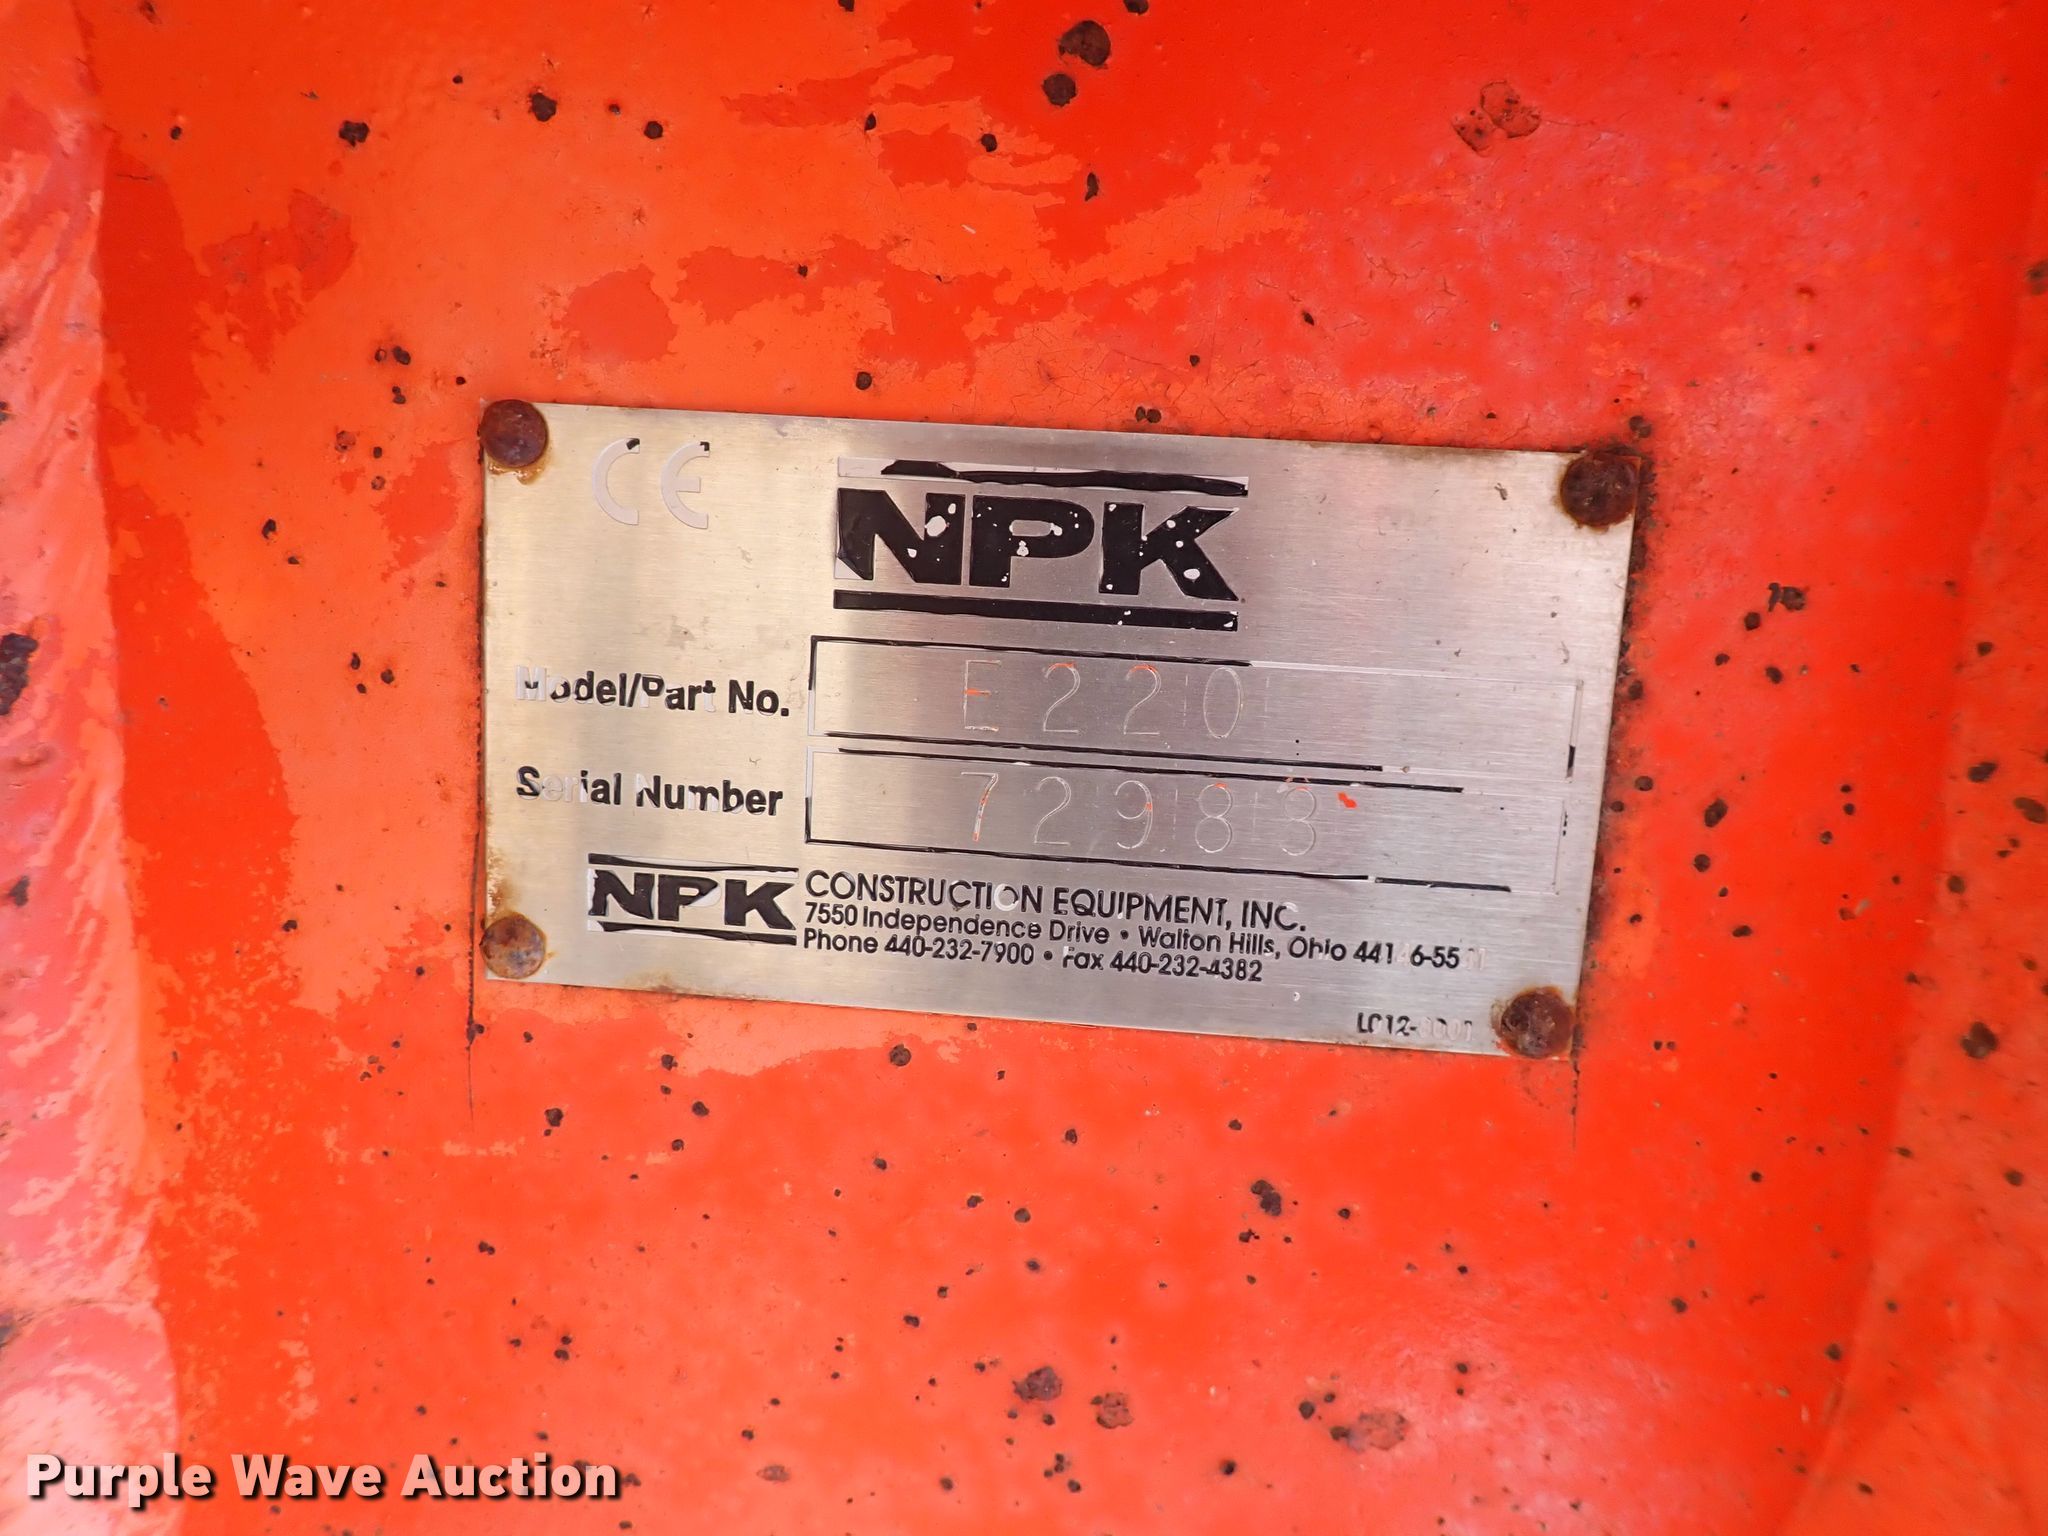 CE
NPK
Model/Part No. E220
Serial Number 72983
NPK CONSTRUCTION EQUIPMENT, INC.
7550 Independence Drive • Walton Hills, Ohio
Phone 440-232-7900 • Fax 440-232-4382
Purple Wave Auction